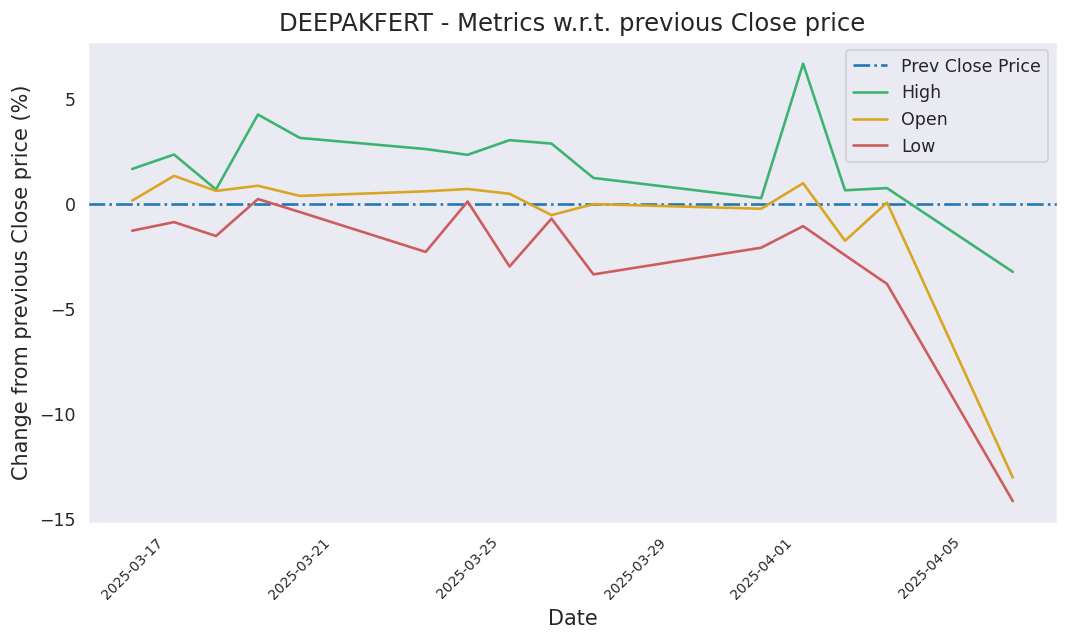 DEEPAKFERT - Metrics w.r.t. previous Close price
Change from previous Close price (%)
5
0
−5
−10
−15
Prev Close Price
High
Open
Low
2025-03-17
2025-03-21
2025-03-25
2025-03-29
2025-04-01
2025-04-05
Date